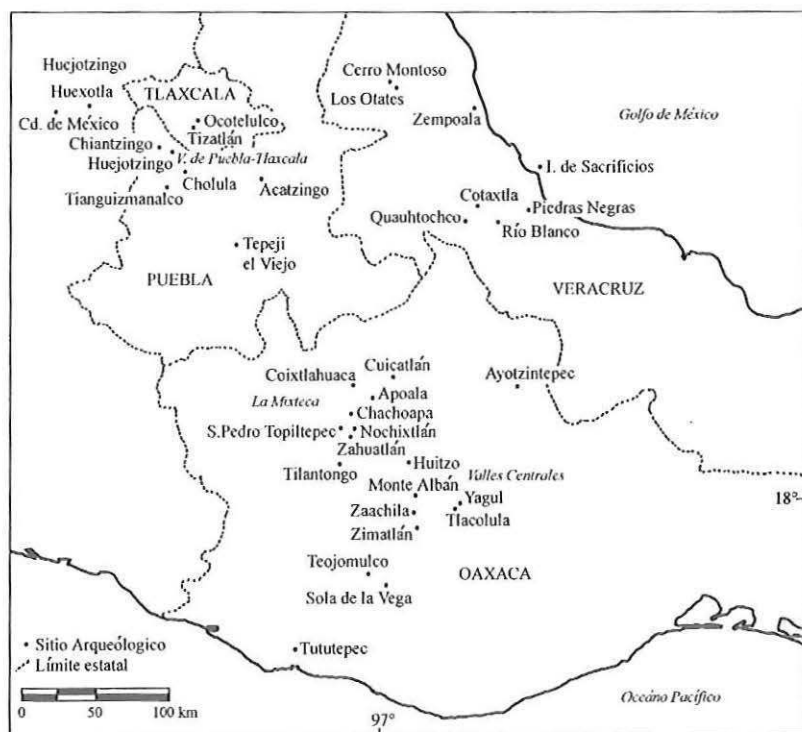 Huejotzingo
Huexotla
TLAXCALA
Cd. de México
Ocotelulco
Tizatlán
Chiantzingo
Huejotzingo
V. de Puebla-Tlaxcala
Cholula
Acatzingo
Tianguizmanalco
Tepeji
el Viejo
PUEBLA
Cerro Montoso
Los Otates
Zempoala
Golfo de México
I. de Sacrificios
Cotaxtla
Piedras Negras
Quauhtochco
Río Blanco
VERACRUZ
Cuicatlán
Coixtlahuaca
Ayotzintepec
Apoala
La Mixteca
Chachoapa
S.Pedro Topiltepec
Nochixtlán
Zahuatlán
Huitzo
Tilantongo
Valles Centrales
Monte Albán
Yagul
18°
Zaachila
Tlacolula
Zimatlán
Teojomulco
OAXACA
Sola de la Vega
Sitio Arqueólogico
Tututepec
Límite estatal
0 50 100 km
97°
Oceáno Pacífico